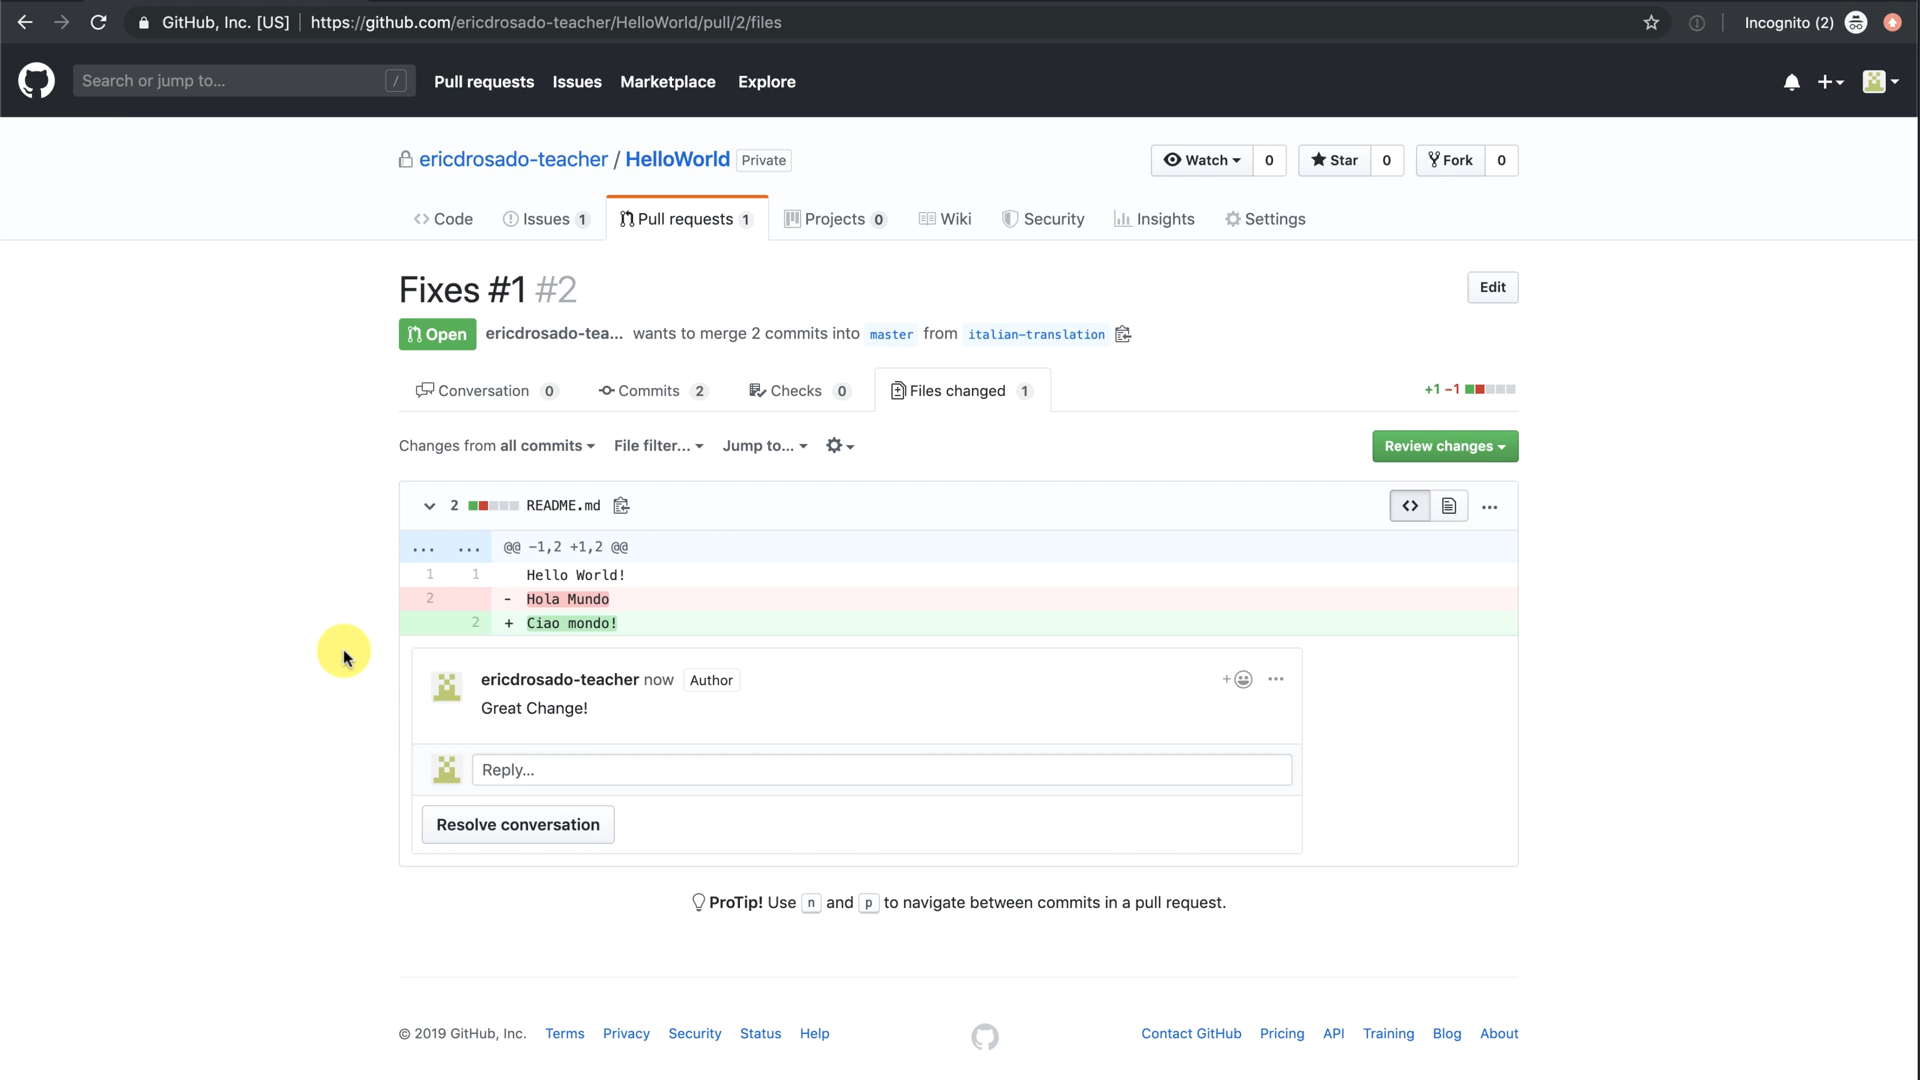 GitHub, Inc. [US] https://github.com/ericdrosado-teacher/HelloWorld/pull/2/files Incognito (2)
Search or jump to... / Pull requests Issues Marketplace Explore
ericdrosado-teacher / HelloWorld Private Watch 0 Star 0 Fork 0
Code Issues 1 Pull requests 1 Projects 0 Wiki Security Insights Settings
Fixes #1 #2 Edit
Open ericdrosado-tea... wants to merge 2 commits into master from italian-translation
Conversation 0 Commits 2 Checks 0 Files changed 1 +1 −1
Changes from all commits File filter... Jump to... Review changes
2 README.md ...
... ... @@ -1,2 +1,2 @@
1 1 Hello World!
2 - Hola Mundo
2 + Ciao mondo!
ericdrosado-teacher now Author + ...
Great Change!
Reply...
Resolve conversation
ProTip! Use n and p to navigate between commits in a pull request.
© 2019 GitHub, Inc. Terms Privacy Security Status Help Contact GitHub Pricing API Training Blog About